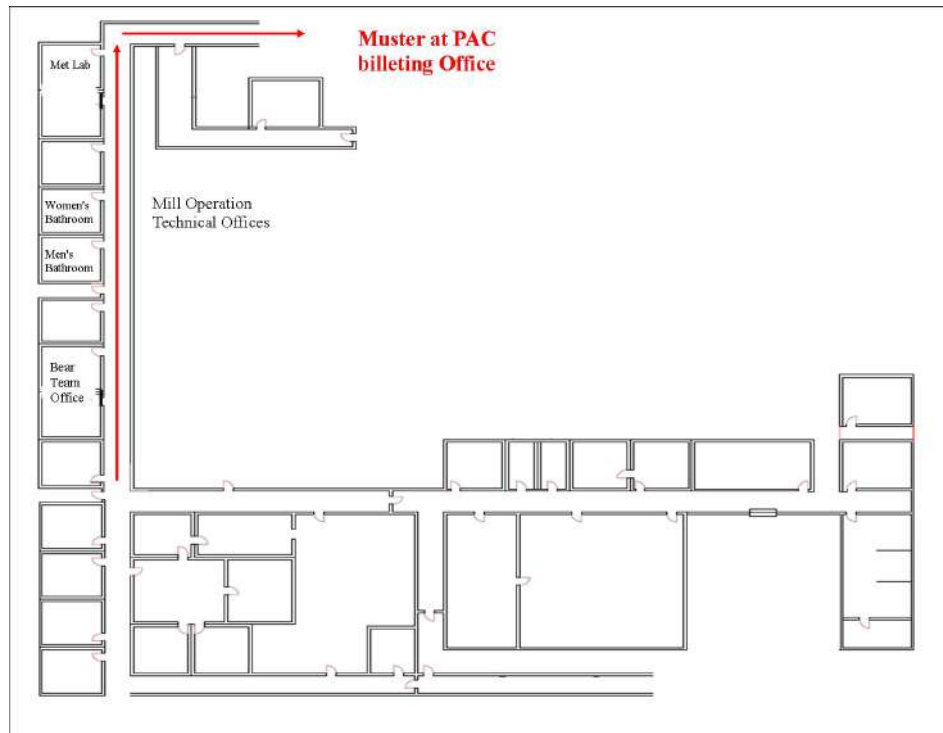 Muster at PAC
billeting Office
Met Lab
Women's
Bathroom
Mill Operation
Technical Offices
Men's
Bathroom
Bear
Team
Office